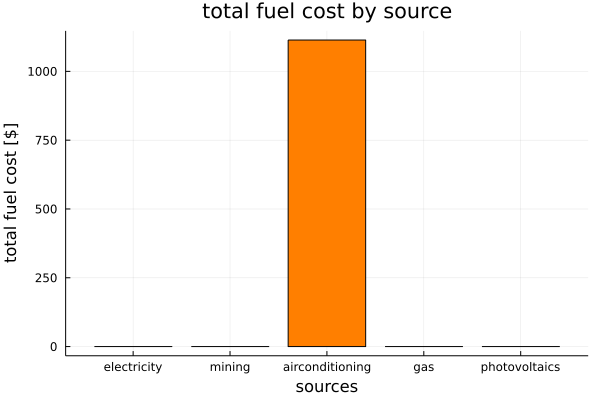 total fuel cost by source
total fuel cost [$]
1000
750
500
250
0
electricity mining airconditioning gas photovoltaics
sources